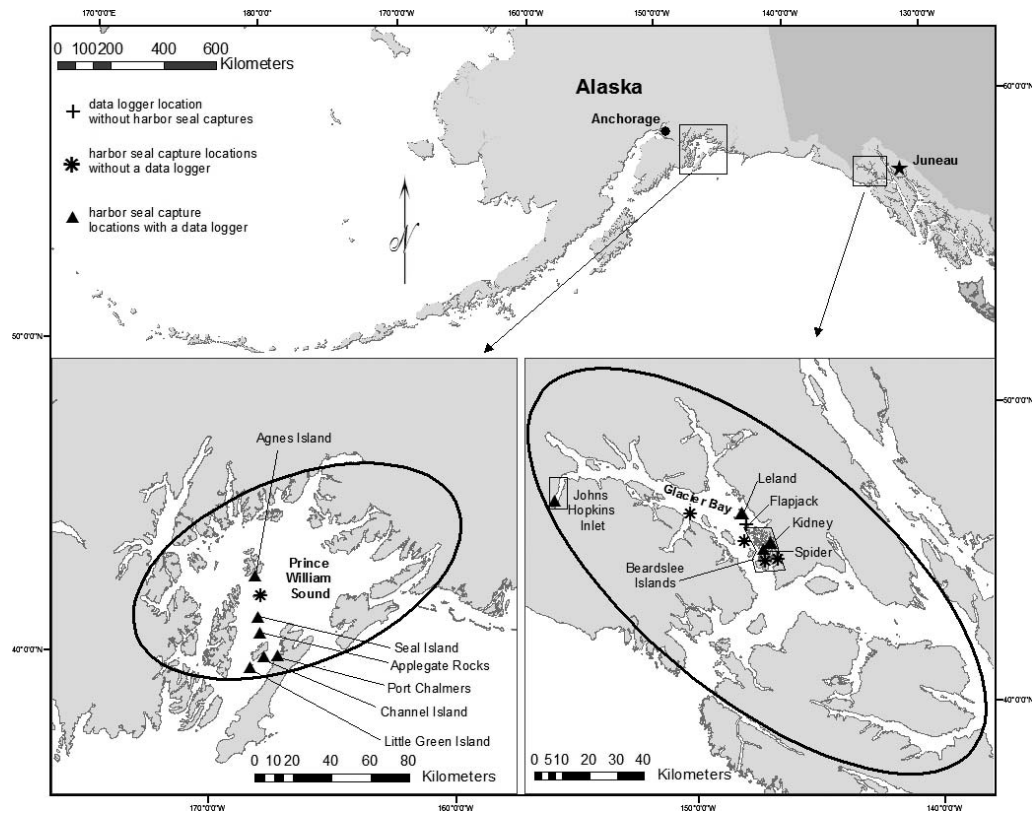 180°0'0"E
180°0'0"
170°0'0"W
160°0'0"W
150°0'0"W
140°0'0"W
130°0'0"W
0 100200 400 600
Kilometers
data logger location
without harbor seal captures
harbor seal capture locations
without a data logger
harbor seal capture
locations with a data logger
N
Alaska
Anchorage
Juneau
60°0'0"N
50°0'0"N
50°0'0"N
40°0'0"N
40°0'0"N
Agnes Island
Prince
William
Sound
Seal Island
Applegate Rocks
Port Chalmers
Channel Island
Little Green Island
0 1020 40 60 80
Kilometers
170°0'0"W
160°0'0"W
Johns
Hopkins
Inlet
Glacier Bay
Leland
Flapjack
Kidney
Spider
Beardslee
Islands
0 510 20 30 40
Kilometers
150°0'0"W
140°0'0"W